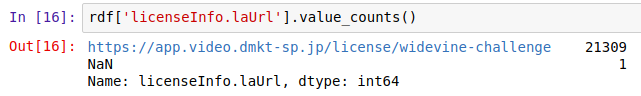 In [16]: rdf['licenseInfo.laUrl'].value_counts()
Out[16]: https://app.video.dmkt-sp.jp/license/widevine-challenge 21309
NaN 1
Name: licenseInfo.laUrl, dtype: int64